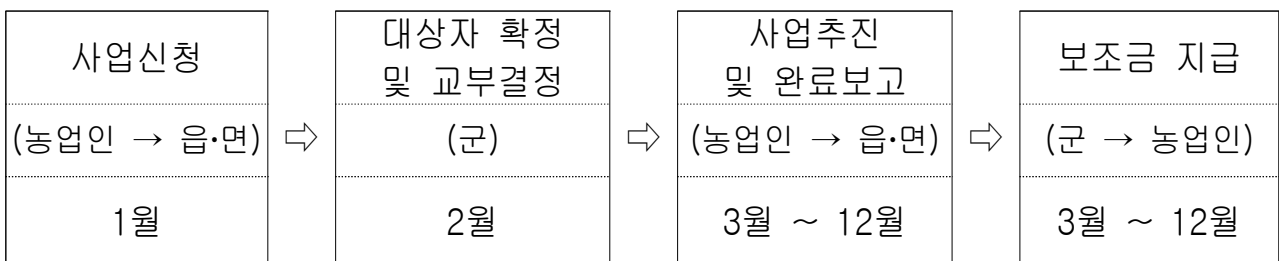 사업신청
(농업인 → 읍·면)
1월
⇨
대상자 확정
및 교부결정
(군)
2월
⇨
사업추진
및 완료보고
(농업인 → 읍·면)
3월 ~ 12월
⇨
보조금 지급
(군 → 농업인)
3월 ~ 12월